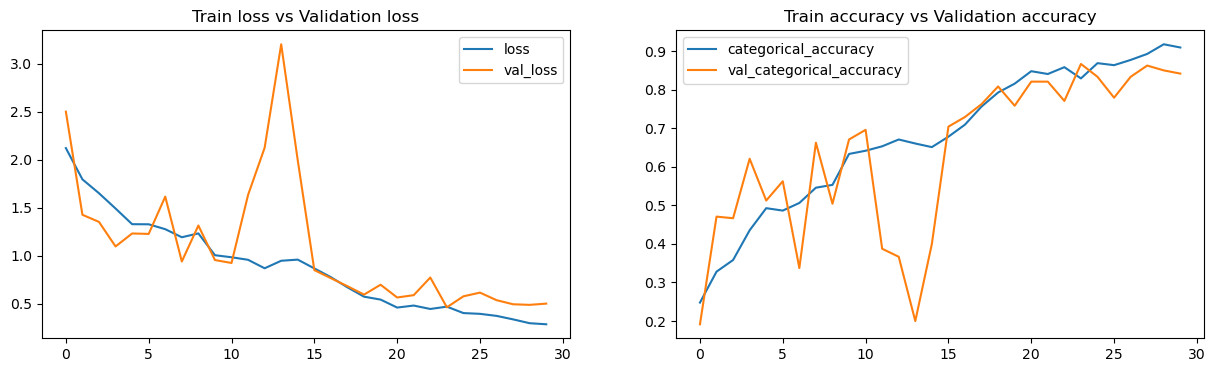 Train loss vs Validation loss
loss
val_loss
3.0
2.5
2.0
1.5
1.0
0.5
0 5 10 15 20 25 30
Train accuracy vs Validation accuracy
categorical_accuracy
val_categorical_accuracy
0.9
0.8
0.7
0.6
0.5
0.4
0.3
0.2
0 5 10 15 20 25 30